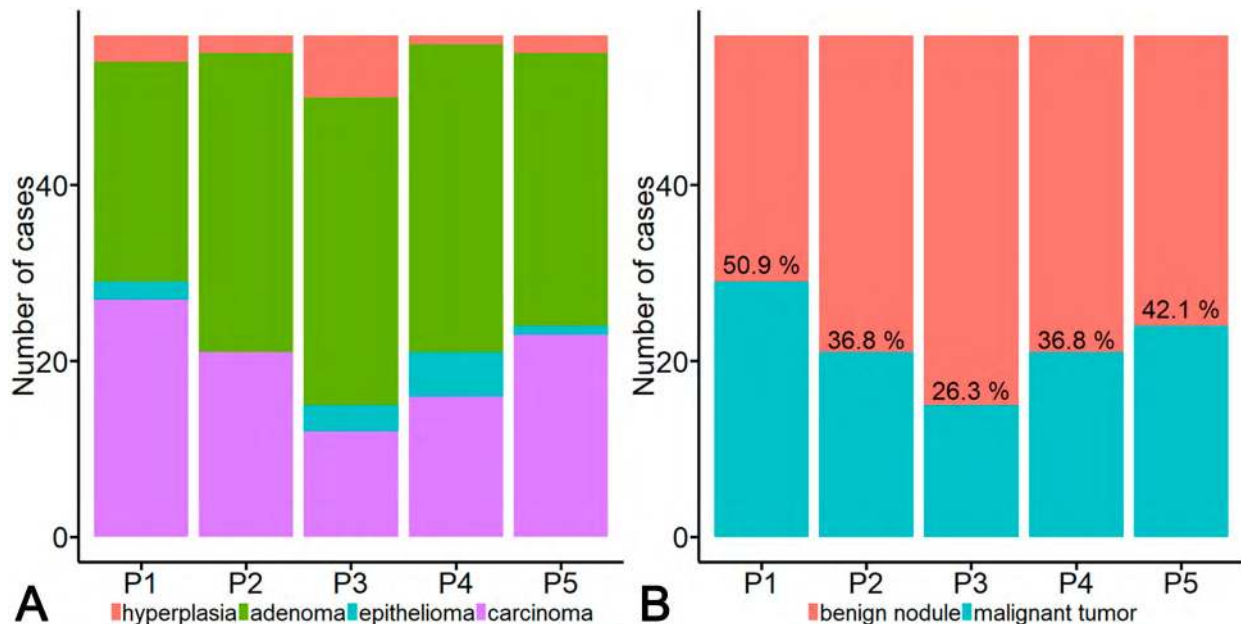 Number of cases
40
20
0
P1 P2 P3 P4 P5
A
hyperplasia adenoma epithelioma carcinoma
Number of cases
40
20
0
50.9 %
36.8 %
26.3 %
36.8 %
42.1 %
P1 P2 P3 P4 P5
B
benign nodule malignant tumor